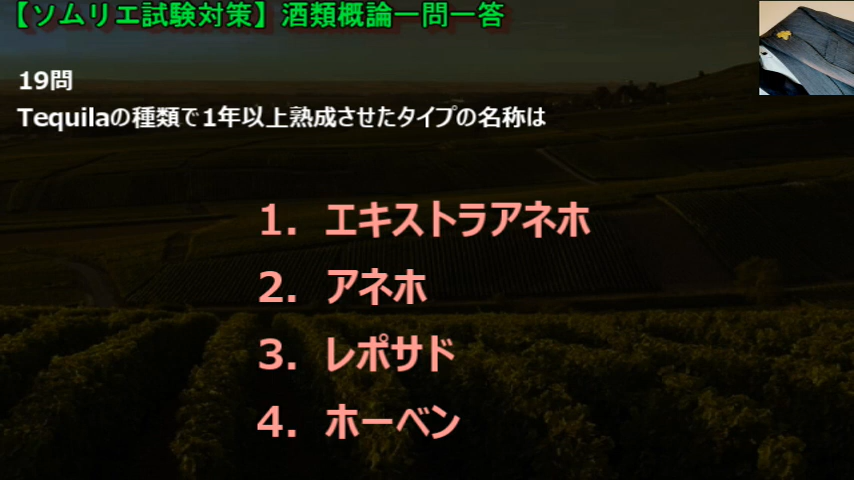 【ソムリエ試験対策】酒類概論一問一答
19問
Tequilaの種類で1年以上熟成させたタイプの名称は
1. エキストラアネホ
2. アネホ
3. レポサド
4. ホーベン